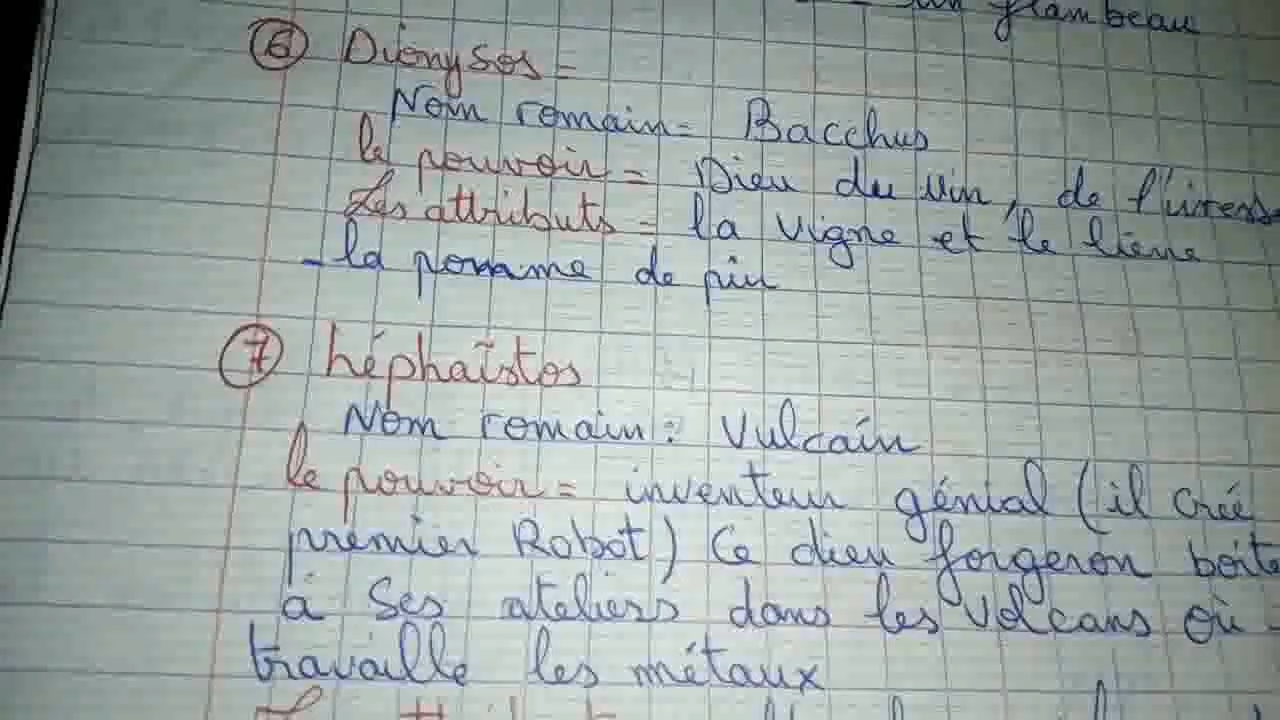 un flambeau
6 Dionysos =
Nom romain = Bacchus
le pouvoir = Dieu du vin, de l'ivresse
Les attributs = la vigne et le lierre
- la pomme de pin
7 héphaïstos
Nom romain : Vulcain
le pouvoir = inventeur génial (il créé
premier Robot) Ce dieu forgeron boite
à Ses ateliers dans les volcans où
travaille les métaux